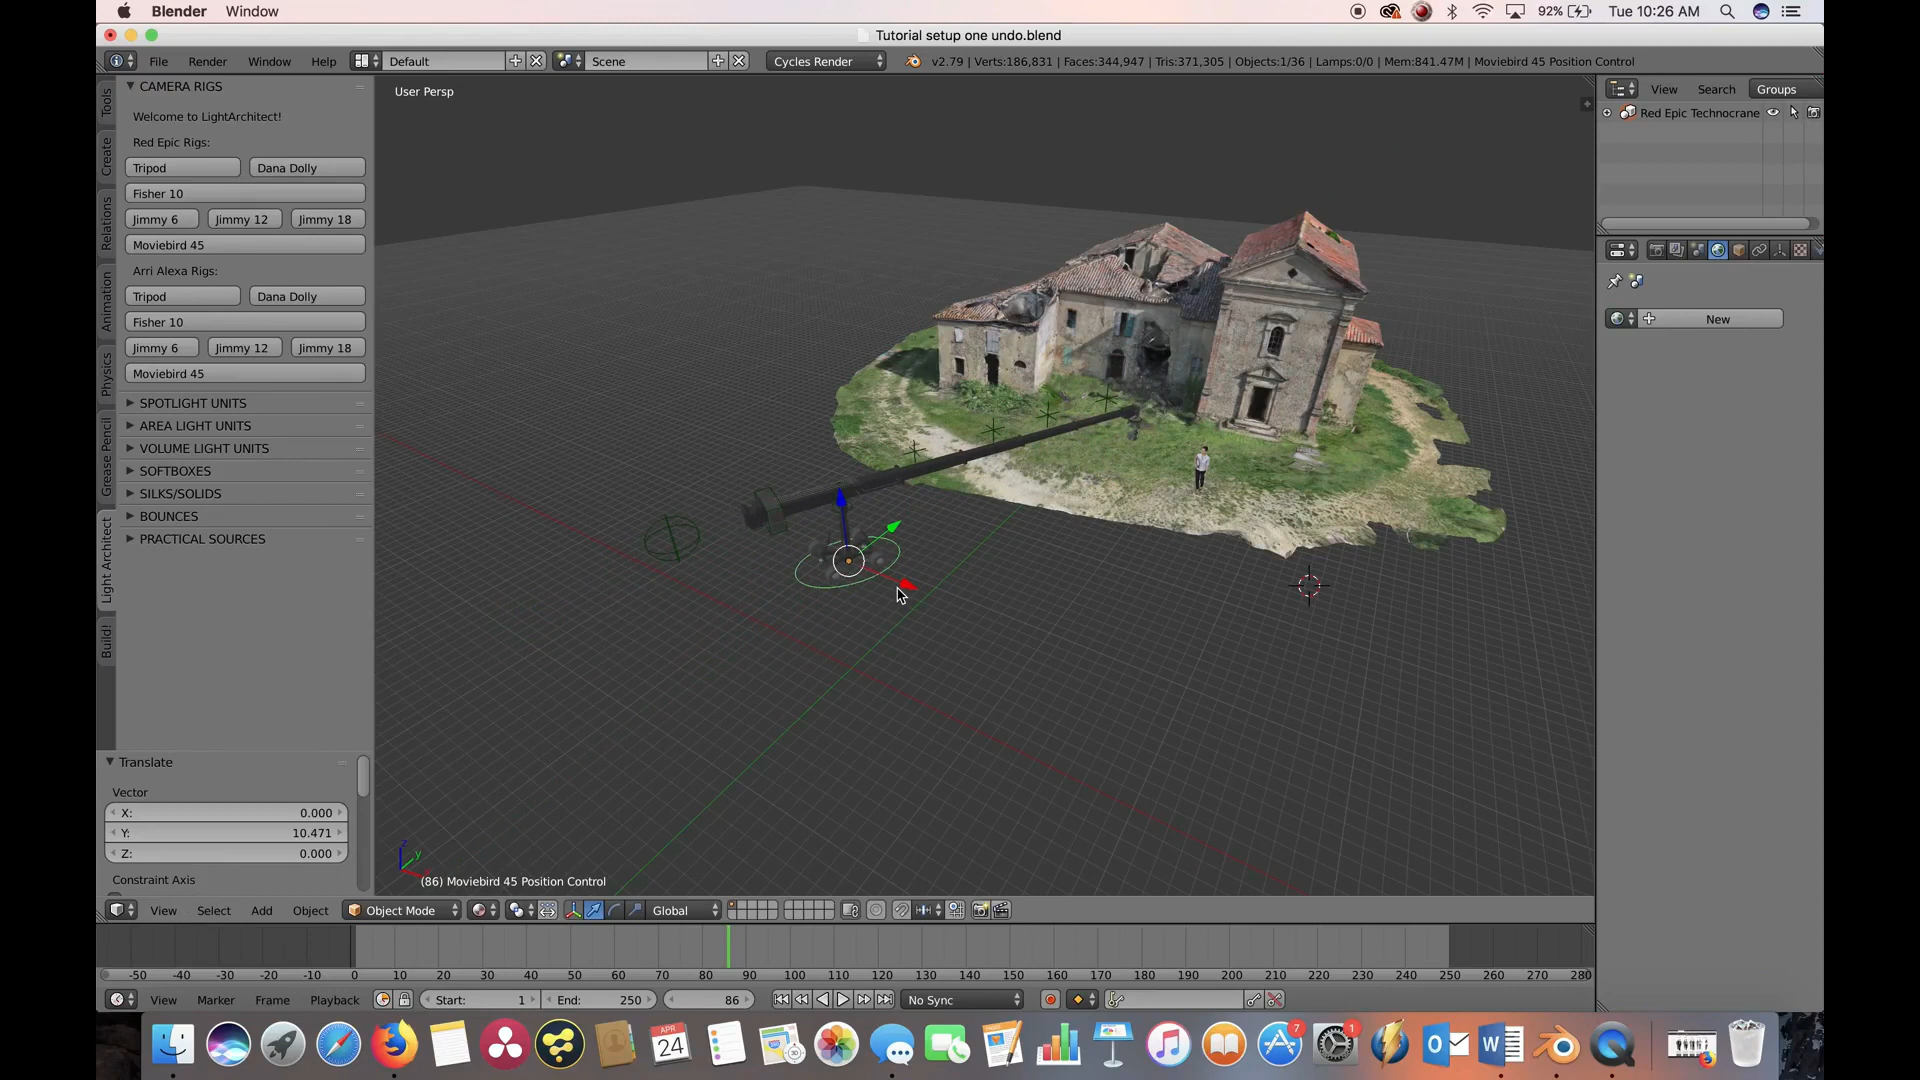 Blender Window 92% Tue 10:26 AM
Tutorial setup one undo.blend
File Render Window Help Default Scene Cycles Render v2.79 | Verts:186,831 | Faces:344,947 | Tris:371,305 | Objects:1/36 | Lamps:0/0 | Mem:841.47M | Moviebird 45 Position Control
CAMERA RIGS
Welcome to LightArchitect!
Red Epic Rigs:
Tripod Dana Dolly
Fisher 10
Jimmy 6 Jimmy 12 Jimmy 18
Moviebird 45
Arri Alexa Rigs:
Tripod Dana Dolly
Fisher 10
Jimmy 6 Jimmy 12 Jimmy 18
Moviebird 45
SPOTLIGHT UNITS
AREA LIGHT UNITS
VOLUME LIGHT UNITS
SOFTBOXES
SILKS/SOLIDS
BOUNCES
PRACTICAL SOURCES
Tools
Create
Relations
Animation
Physics
Grease Pencil
Light Architect
Build!
User Persp
View Search Groups
Red Epic Technocrane
New
Translate
Vector
X: 0.000
Y: 10.471
Z: 0.000
Constraint Axis
z
y
(86) Moviebird 45 Position Control
View Select Add Object Object Mode Global
-50 -40 -30 -20 -10 0 10 20 30 40 50 60 70 80 90 100 110 120 130 140 150 160 170 180 190 200 210 220 230 240 250 260 270 280
View Marker Frame Playback Start: 1 End: 250 86 No Sync
APR
24
7
1